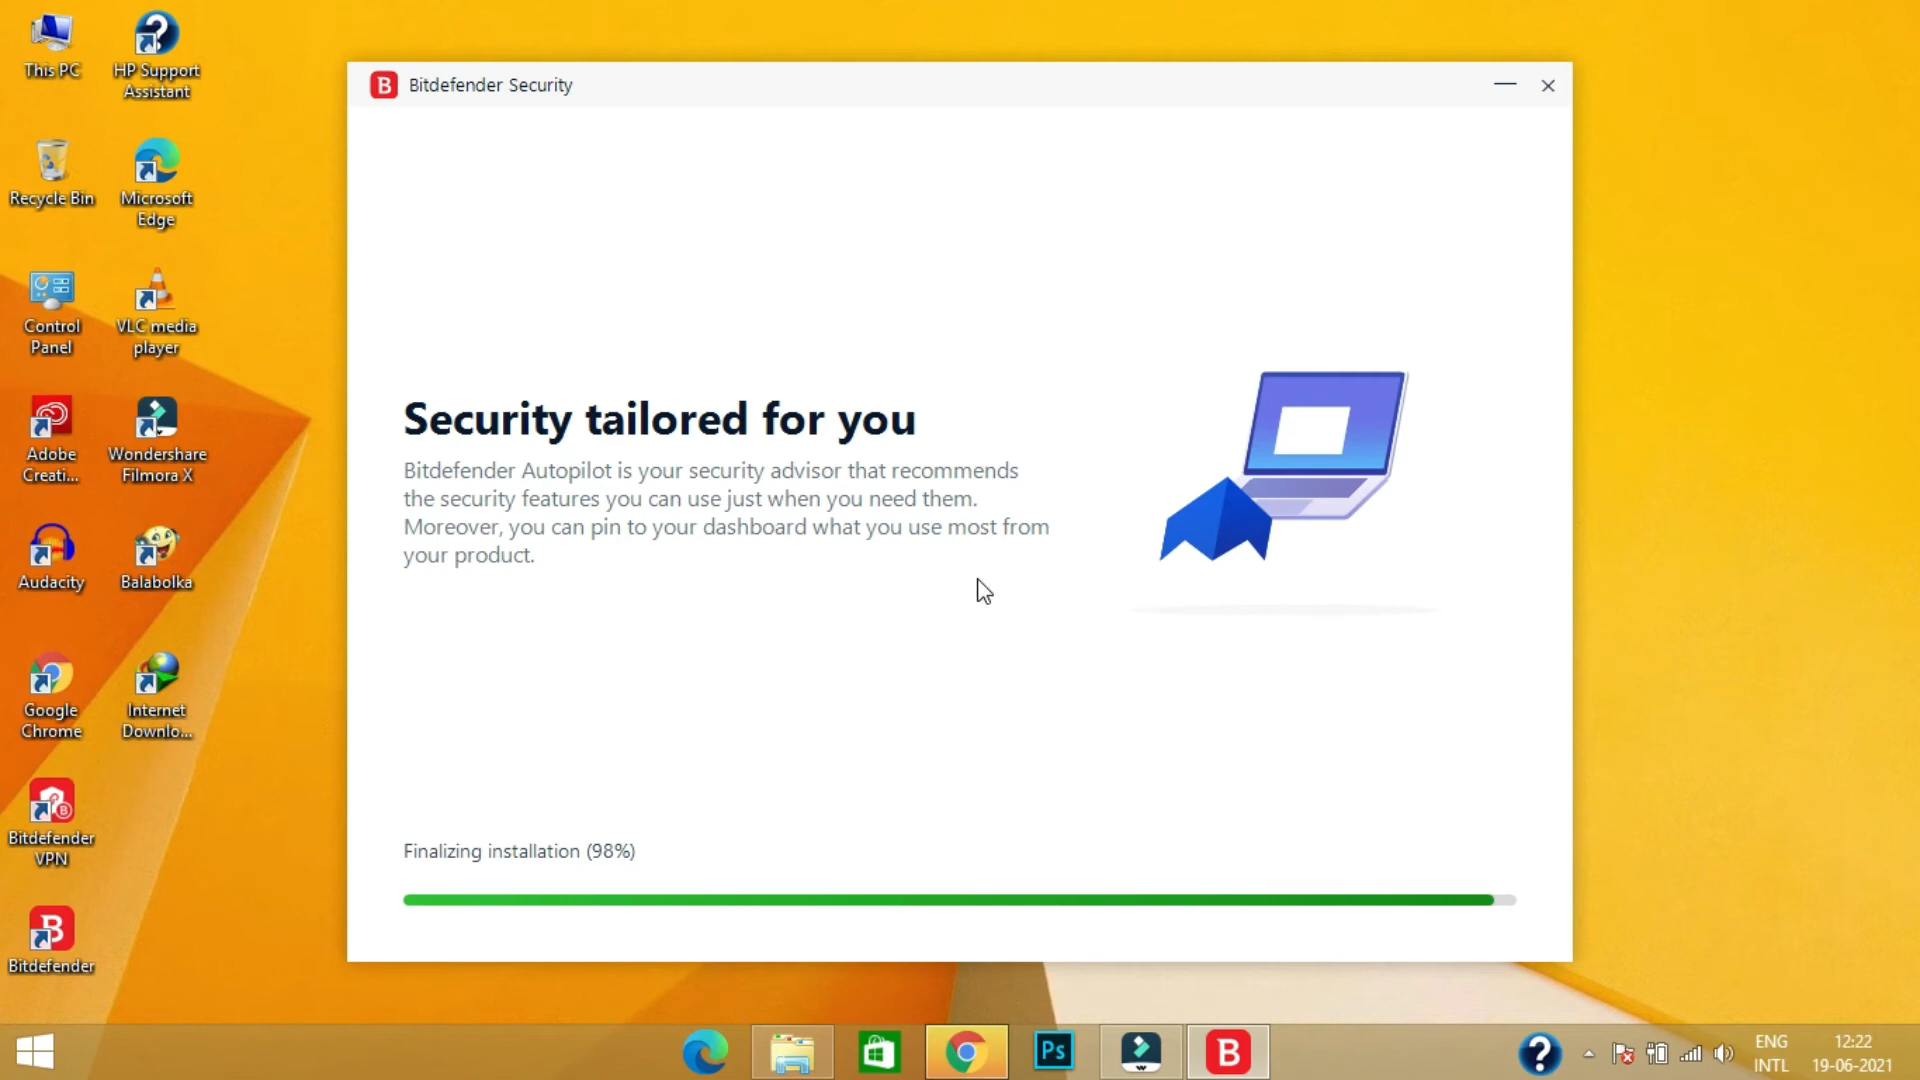 This PC
HP Support
Assistant
Recycle Bin
Microsoft
Edge
Control
Panel
VLC media
player
Adobe
Creati...
Wondershare
Filmora X
Audacity
Balabolka
Google
Chrome
Internet
Downlo...
Bitdefender
VPN
Bitdefender
B Bitdefender Security
Security tailored for you
Bitdefender Autopilot is your security advisor that recommends
the security features you can use just when you need them.
Moreover, you can pin to your dashboard what you use most from
your product.
Finalizing installation (98%)
Ps
B
ENG
INTL
12:22
19-06-2021